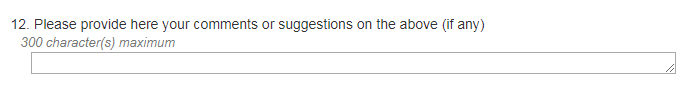 12. Please provide here your comments or suggestions on the above (if any)
300 character(s) maximum